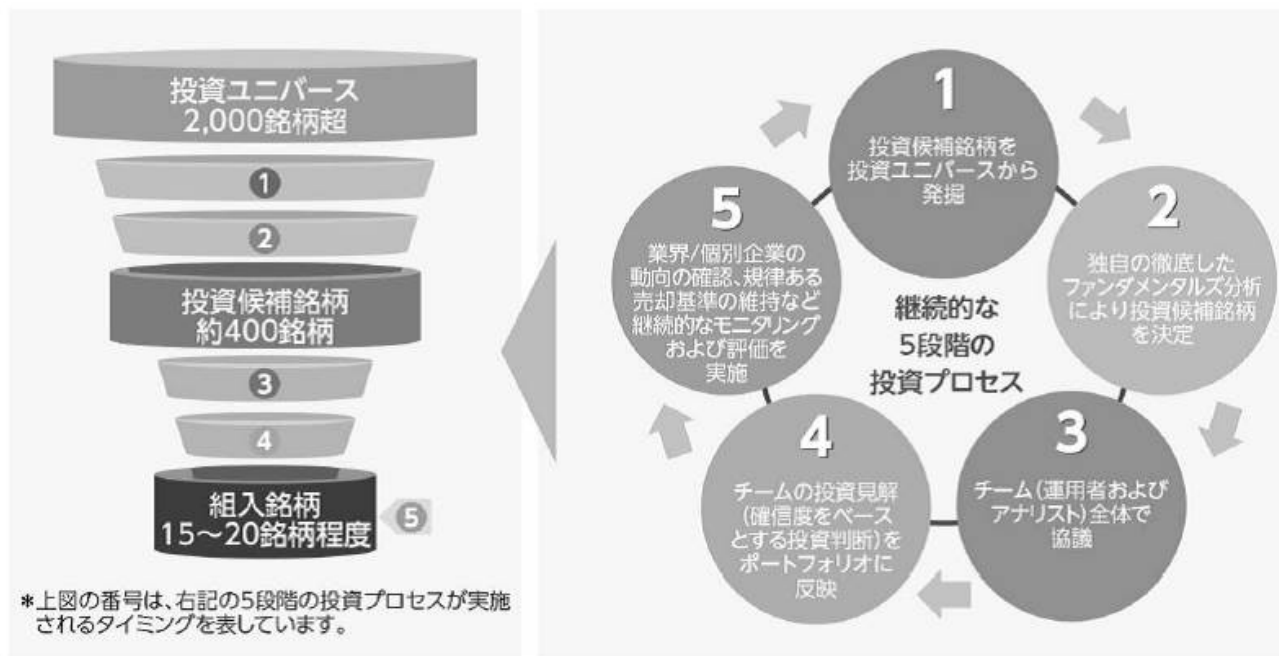 投資ユニバース
2,000銘柄超
1
2
投資候補銘柄
約400銘柄
3
4
組入銘柄
15～20銘柄程度
5
*上図の番号は、右記の5段階の投資プロセスが実施
されるタイミングを表しています。
1
投資候補銘柄を
投資ユニバースから
発掘
2
独自の徹底した
ファンダメンタルズ分析
により投資候補銘柄
を決定
3
チーム(運用者および
アナリスト)全体で
協議
4
チームの投資見解
(確信度をベース
とする投資判断)を
ポートフォリオに
反映
5
業界/個別企業の
動向の確認、規律ある
売却基準の維持など
継続的なモニタリング
および評価を
実施
継続的な
5段階の
投資プロセス